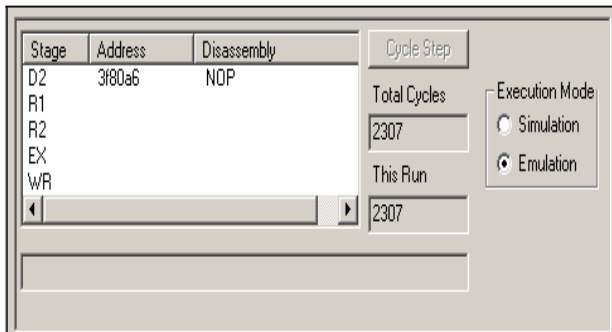 Stage Address Disassembly
D2 3f80a6 NOP
R1
R2
EX
WR
Cycle Step
Total Cycles
2307
This Run
2307
Execution Mode
Simulation
Emulation